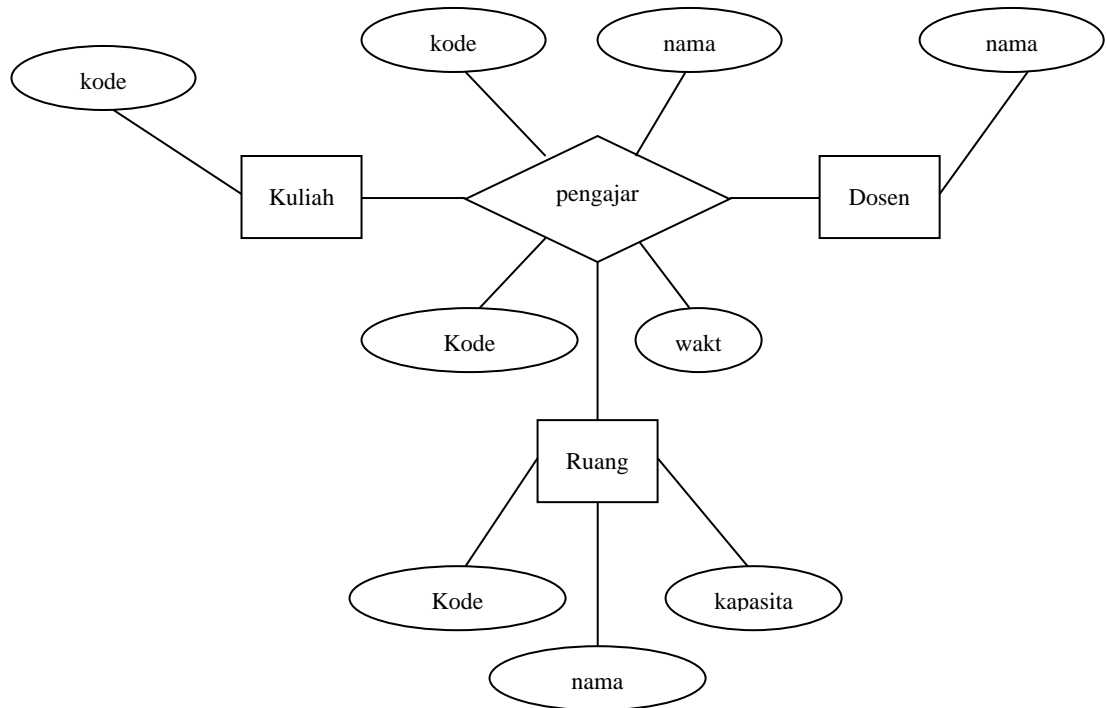 kode
nama
nama
kode
Kuliah
pengajar
Dosen
Kode
wakt
Ruang
Kode
kapasita
nama